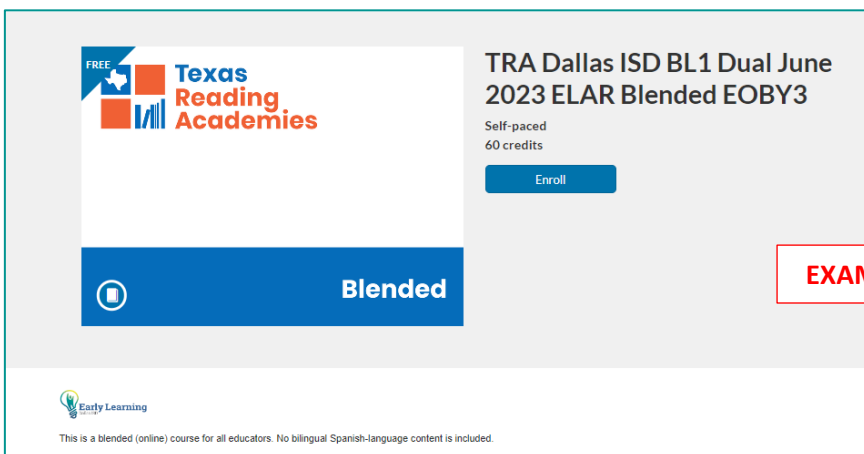 FREE
Texas
Reading
Academies
Blended
TRA Dallas ISD BL1 Dual June
2023 ELAR Blended EOBY3
Self-paced
60 credits
Enroll
EXAM
Early Learning
This is a blended (online) course for all educators. No bilingual Spanish-language content is included.